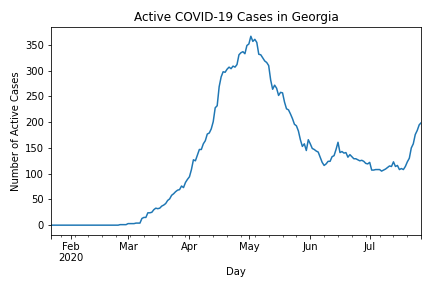 Active COVID-19 Cases in Georgia
Number of Active Cases
350
300
250
200
150
100
50
0
Feb
2020
Mar
Apr
May
Jun
Jul
Day